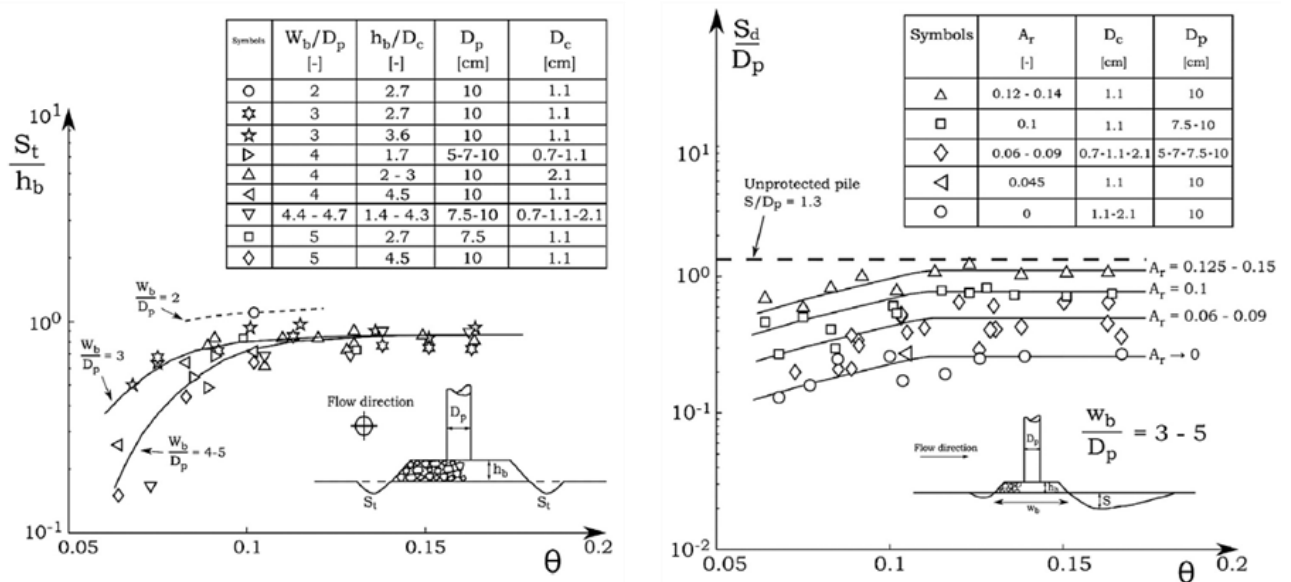 Symbols W_b/D_p [-] h_b/D_c [-] D_p [cm] D_c [cm]
○ 2 2.7 10 1.1
✡ 3 2.7 10 1.1
☆ 3 3.6 10 1.1
▷ 4 1.7 5-7-10 0.7-1.1
△ 4 2 - 3 10 2.1
◁ 4 4.5 10 1.1
▽ 4.4 - 4.7 1.4 - 4.3 7.5-10 0.7-1.1-2.1
□ 5 2.7 7.5 1.1
◇ 5 4.5 10 1.1
S_t/h_b
10^1
10^0
10^-1
W_b/D_p = 2
W_b/D_p = 3
W_b/D_p = 4-5
Flow direction
D_p
h_b
S_t S_t
0.05 0.1 0.15 0.2
θ
S_d/D_p
Symbols A_r [-] D_c [cm] D_p [cm]
△ 0.12 - 0.14 1.1 10
□ 0.1 1.1 7.5-10
◇ 0.06 - 0.09 0.7-1.1-2.1 5-7-7.5-10
◁ 0.045 1.1 10
○ 0 1.1-2.1 10
10^1
10^0
10^-1
10^-2
Unprotected pile
S/D_p = 1.3
A_r = 0.125 - 0.15
A_r = 0.1
A_r = 0.06 - 0.09
A_r → 0
w_b/D_p = 3 - 5
Flow direction
D_p
h_b
S
w_b
0.05 0.1 0.15 0.2
θ